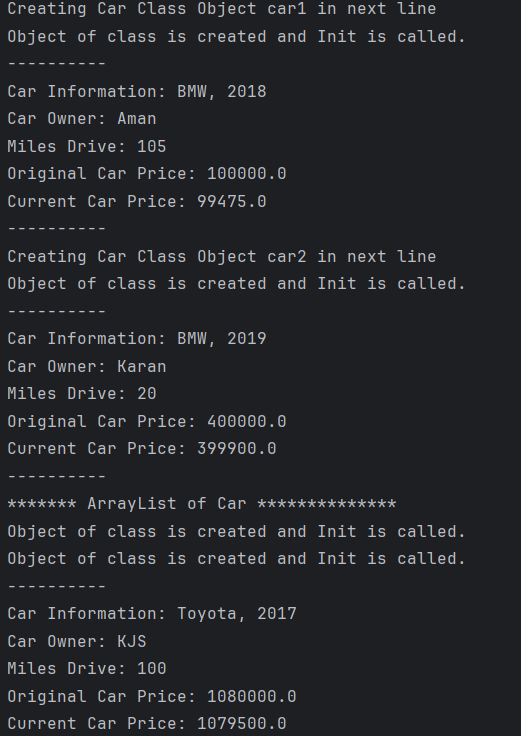 Creating Car Class Object car1 in next line
Object of class is created and Init is called.
----------
Car Information: BMW, 2018
Car Owner: Aman
Miles Drive: 105
Original Car Price: 100000.0
Current Car Price: 99475.0
----------
Creating Car Class Object car2 in next line
Object of class is created and Init is called.
----------
Car Information: BMW, 2019
Car Owner: Karan
Miles Drive: 20
Original Car Price: 400000.0
Current Car Price: 399900.0
----------
******* ArrayList of Car **************
Object of class is created and Init is called.
Object of class is created and Init is called.
----------
Car Information: Toyota, 2017
Car Owner: KJS
Miles Drive: 100
Original Car Price: 1080000.0
Current Car Price: 1079500.0